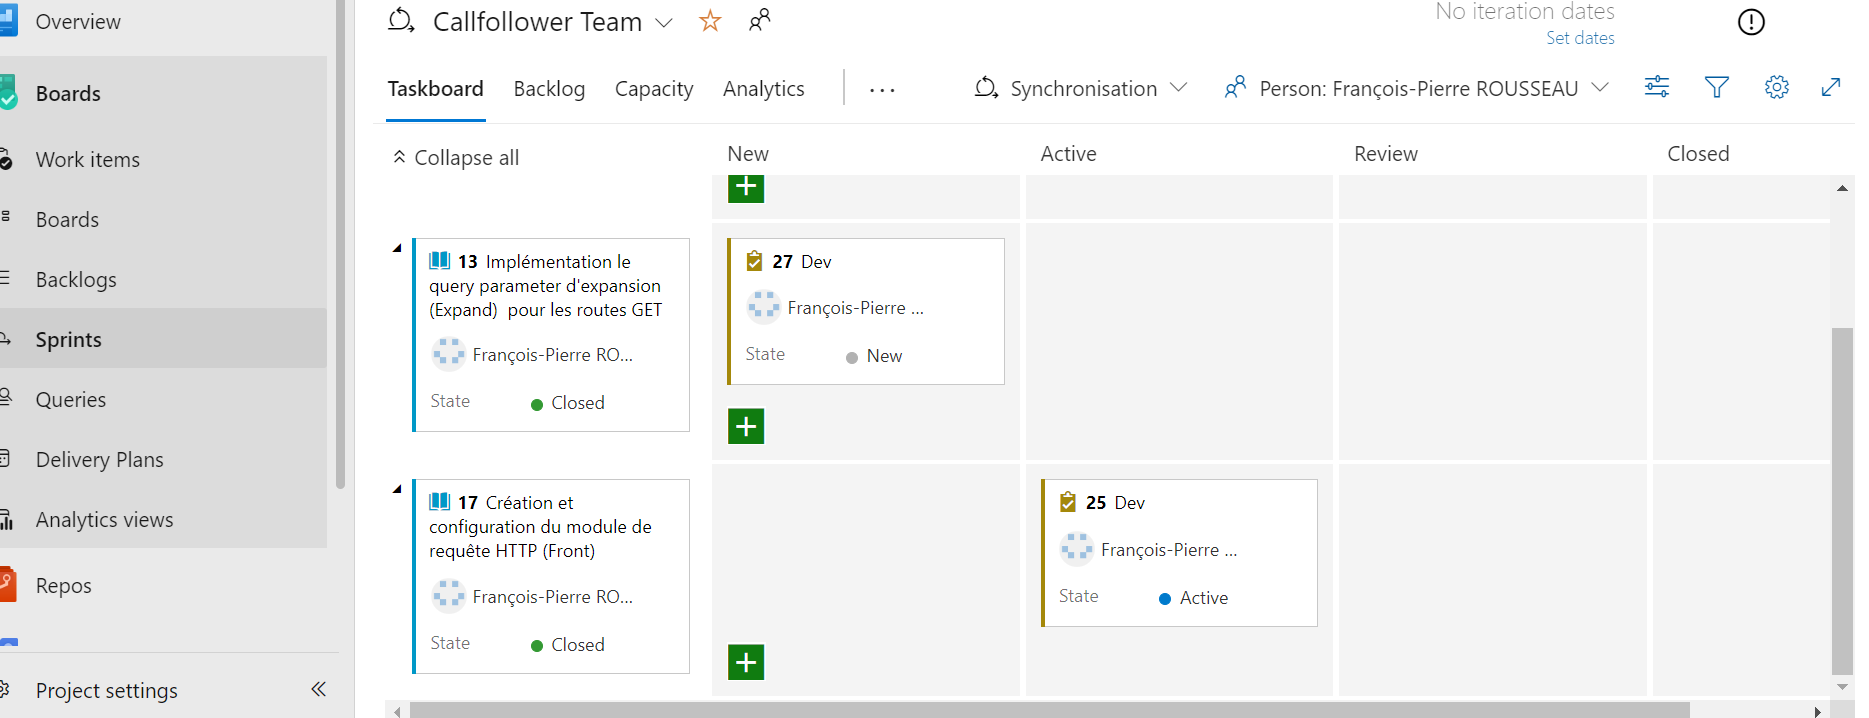 Overview
Boards
Work items
Boards
Backlogs
Sprints
Queries
Delivery Plans
Analytics views
Repos
Project settings
Callfollower Team
No iteration dates
Set dates
Taskboard Backlog Capacity Analytics
Synchronisation
Person: François-Pierre ROUSSEAU
Collapse all
New
Active
Review
Closed
13 Implémentation le
query parameter d'expansion
(Expand) pour les routes GET
François-Pierre RO...
State Closed
27 Dev
François-Pierre ...
State New
17 Création et
configuration du module de
requête HTTP (Front)
François-Pierre RO...
State Closed
25 Dev
François-Pierre ...
State Active